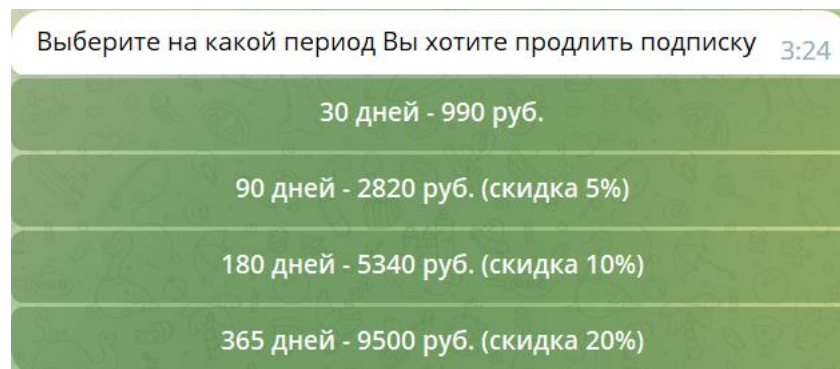 Выберите на какой период Вы хотите продлить подписку 3:24
30 дней - 990 руб.
90 дней - 2820 руб. (скидка 5%)
180 дней - 5340 руб. (скидка 10%)
365 дней - 9500 руб. (скидка 20%)